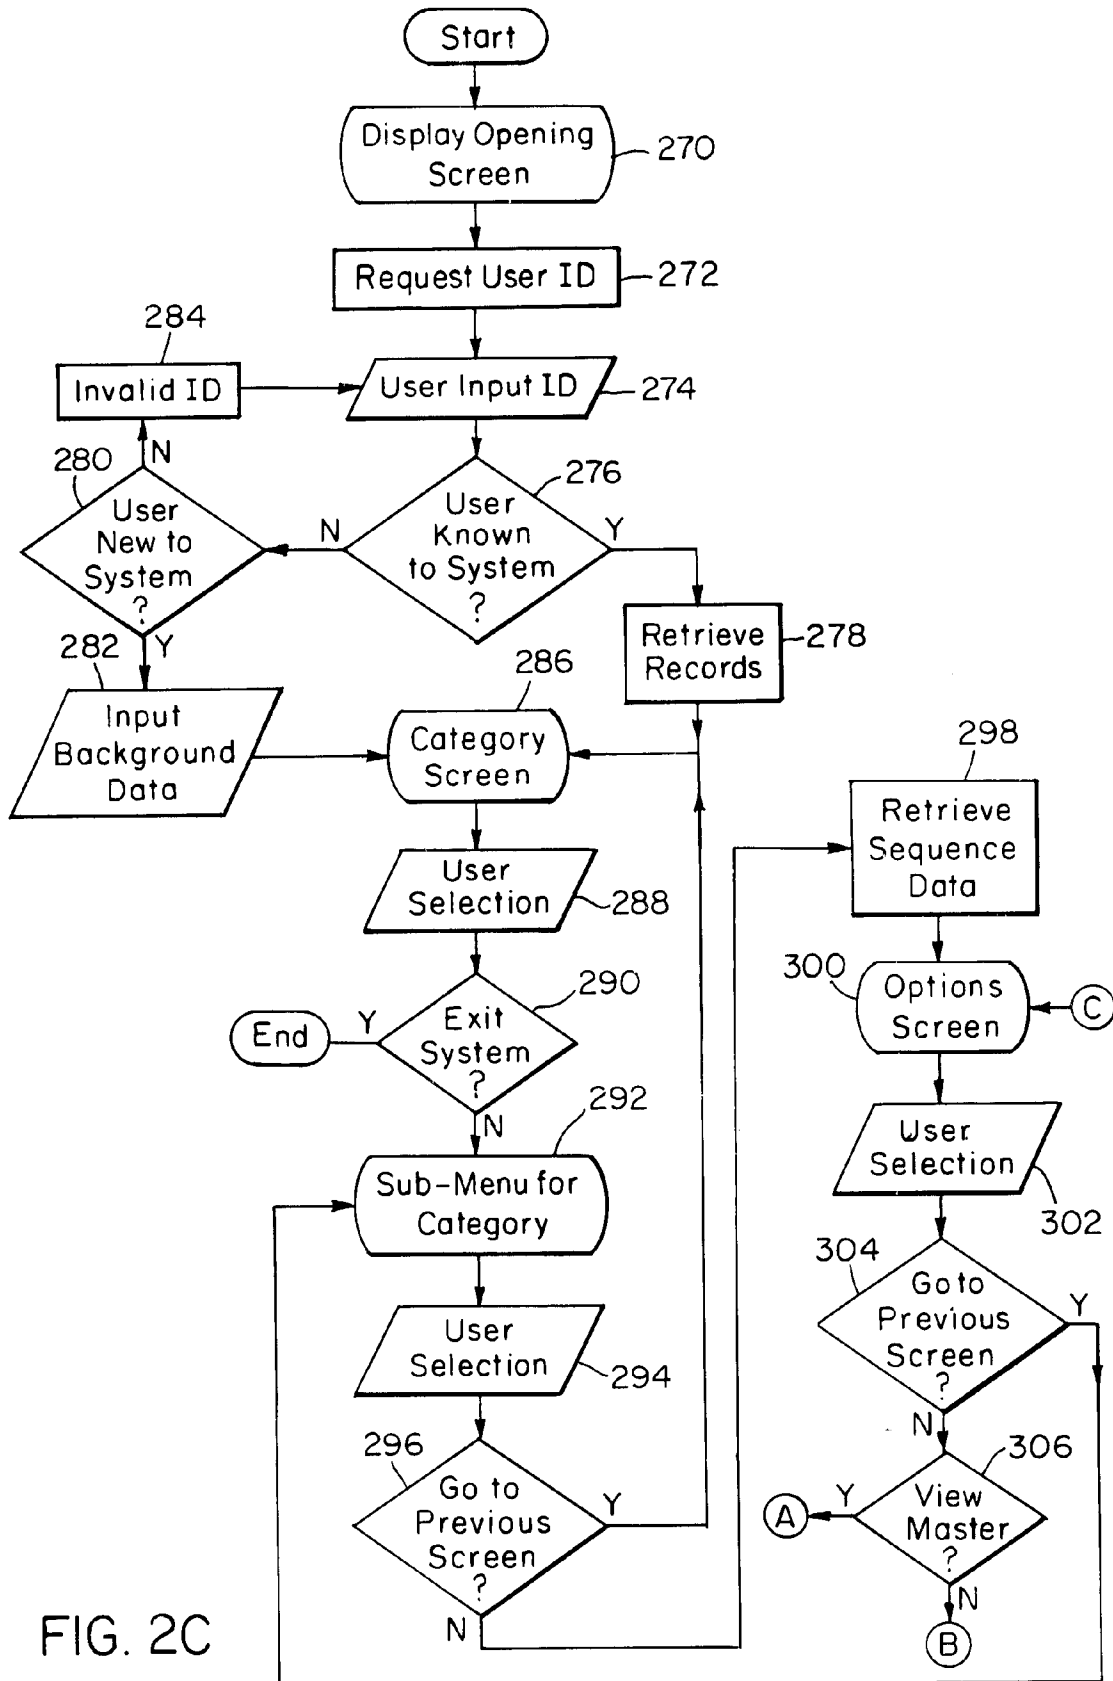 Start
Display Opening
Screen
270
Request User ID
272
284
Invalid ID
User Input ID
274
280
N
276
User
New to
System
?
N
User
Known
to System
?
Y
282
Y
Retrieve
Records
278
286
Input
Background
Data
Category
Screen
298
Retrieve
Sequence
Data
User
Selection
288
300
Options
Screen
C
290
End
Y
Exit
System
?
N
292
User
Selection
302
Sub-Menu for
Category
304
Go to
Previous
Screen
?
Y
N
User
Selection
294
296
Go to
Previous
Screen
?
Y
N
306
A
Y
View
Master
?
N
B
FIG. 2C